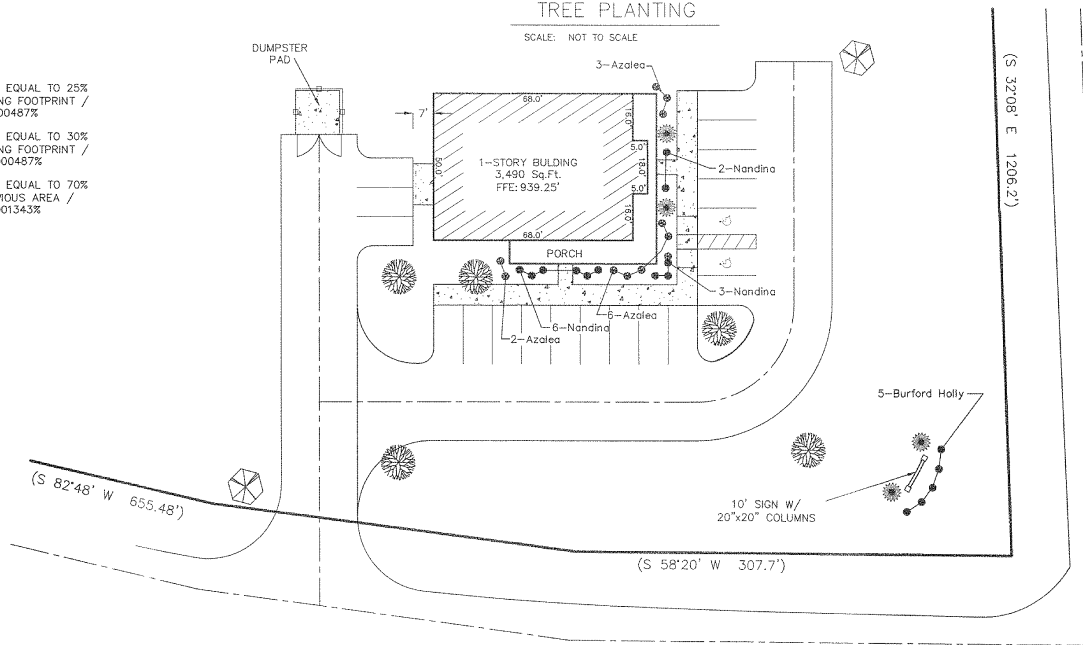 TREE PLANTING
SCALE: NOT TO SCALE
DUMPSTER
PAD
EQUAL TO 25%
NG FOOTPRINT /
00487%
EQUAL TO 30%
NG FOOTPRINT /
000487%
EQUAL TO 70%
VIOUS AREA /
001343%
3-Azalea
7'
68.0'
16.0'
5.0'
50.0'
1-STORY BULDING
3,490 Sq.Ft.
FFE: 939.25'
18.0'
5.0'
16.0'
68.0'
PORCH
2-Nandina
3-Nandina
6-Azalea
6-Nandina
2-Azalea
(S 32°08' E 1206.2')
5-Burford Holly
10' SIGN W/
20"x20" COLUMNS
(S 82°48' W 655.48')
(S 58°20' W 307.7')